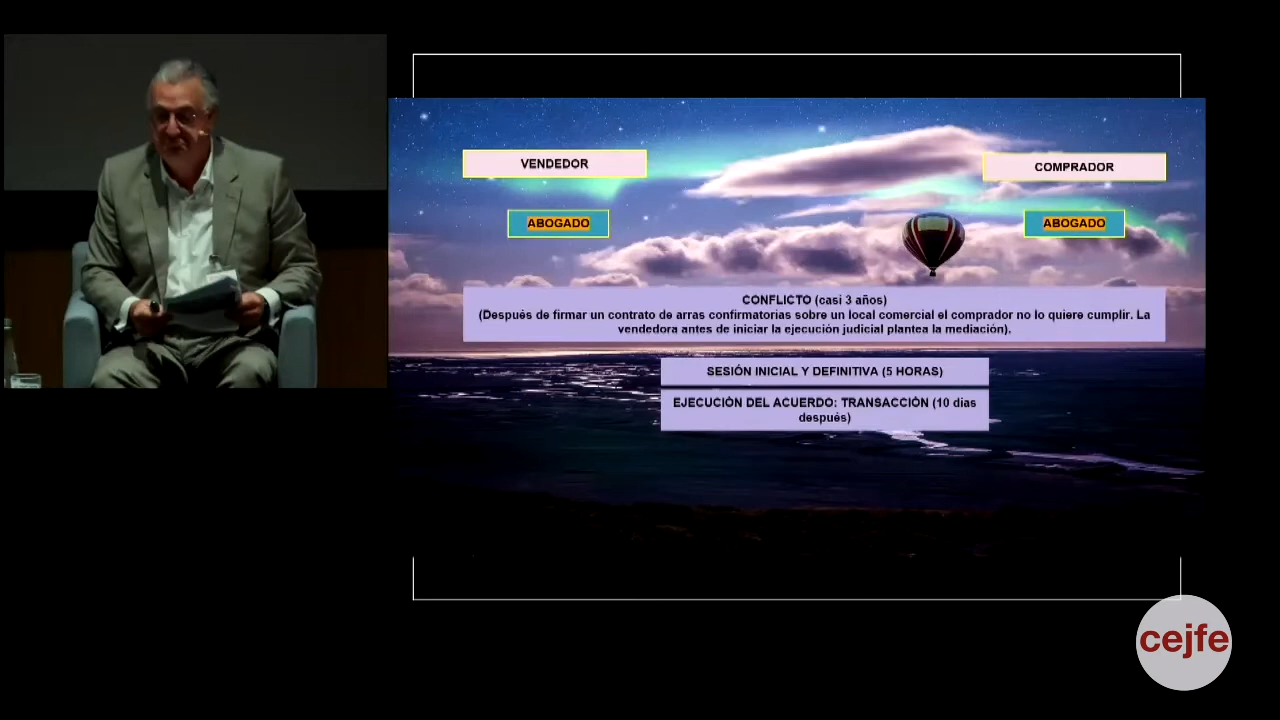 VENDEDOR
COMPRADOR
ABOGADO
ABOGADO
CONFLICTO (casi 3 años)
(Después de firmar un contrato de arras confirmatorias sobre un local comercial el comprador no lo quiere cumplir. La
vendedora antes de iniciar la ejecución judicial plantea la mediación).
SESIÓN INICIAL Y DEFINITIVA (5 HORAS)
EJECUCIÓN DEL ACUERDO: TRANSACCIÓN (10 días
después)
cejfe